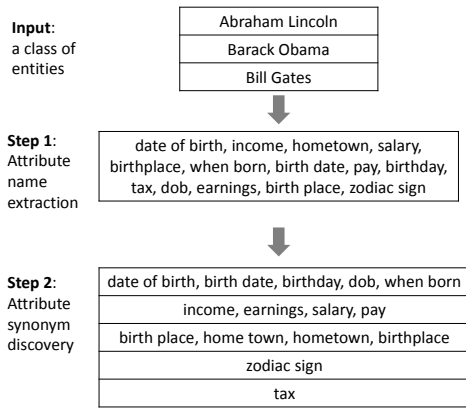 Input:
a class of
entities
Abraham Lincoln
Barack Obama
Bill Gates
Step 1:
Attribute
name
extraction
date of birth, income, hometown, salary,
birthplace, when born, birth date, pay, birthday,
tax, dob, earnings, birth place, zodiac sign
Step 2:
Attribute
synonym
discovery
date of birth, birth date, birthday, dob, when born
income, earnings, salary, pay
birth place, home town, hometown, birthplace
zodiac sign
tax